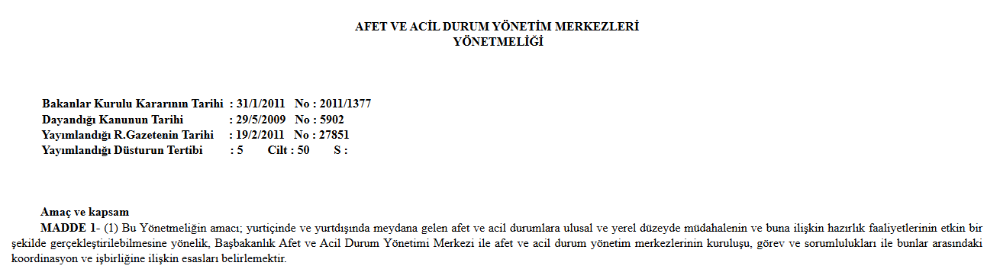 AFET VE ACİL DURUM YÖNETİM MERKEZLERİ
YÖNETMELİĞİ
Bakanlar Kurulu Kararının Tarihi : 31/1/2011 No : 2011/1377
Dayandığı Kanunun Tarihi : 29/5/2009 No : 5902
Yayımlandığı R.Gazetenin Tarihi : 19/2/2011 No : 27851
Yayımlandığı Düsturun Tertibi : 5 Cilt : 50 S :
Amaç ve kapsam
MADDE 1- (1) Bu Yönetmeliğin amacı; yurtiçinde ve yurtdışında meydana gelen afet ve acil durumlara ulusal ve yerel düzeyde müdahalenin ve buna ilişkin hazırlık faaliyetlerinin etkin bir
şekilde gerçekleştirilebilmesine yönelik, Başbakanlık Afet ve Acil Durum Yönetimi Merkezi ile afet ve acil durum yönetim merkezlerinin kuruluşu, görev ve sorumlulukları ile bunlar arasındaki
koordinasyon ve işbirliğine ilişkin esasları belirlemektir.